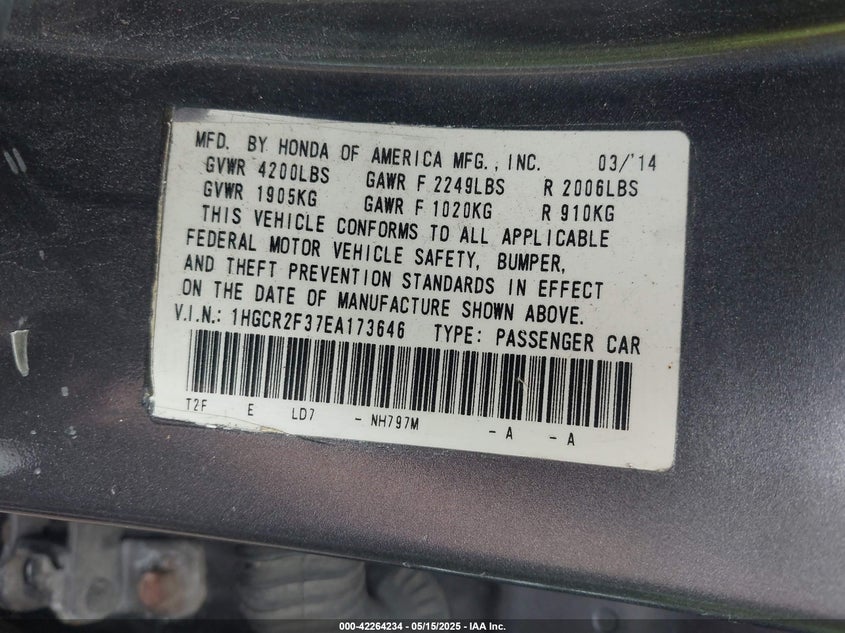 MFD. BY HONDA OF AMERICA MFG., INC. 03/'14
GVWR 4200LBS GAWR F 2249LBS R 2006LBS
GVWR 1905KG GAWR F 1020KG R 910KG
THIS VEHICLE CONFORMS TO ALL APPLICABLE
FEDERAL MOTOR VEHICLE SAFETY, BUMPER,
AND THEFT PREVENTION STANDARDS IN EFFECT
ON THE DATE OF MANUFACTURE SHOWN ABOVE.
V.I.N.: 1HGCR2F37EA173646 TYPE: PASSENGER CAR
T2F E LD7 - NH797M - A - A
000-42264234 - 05/15/2025 - IAA Inc.